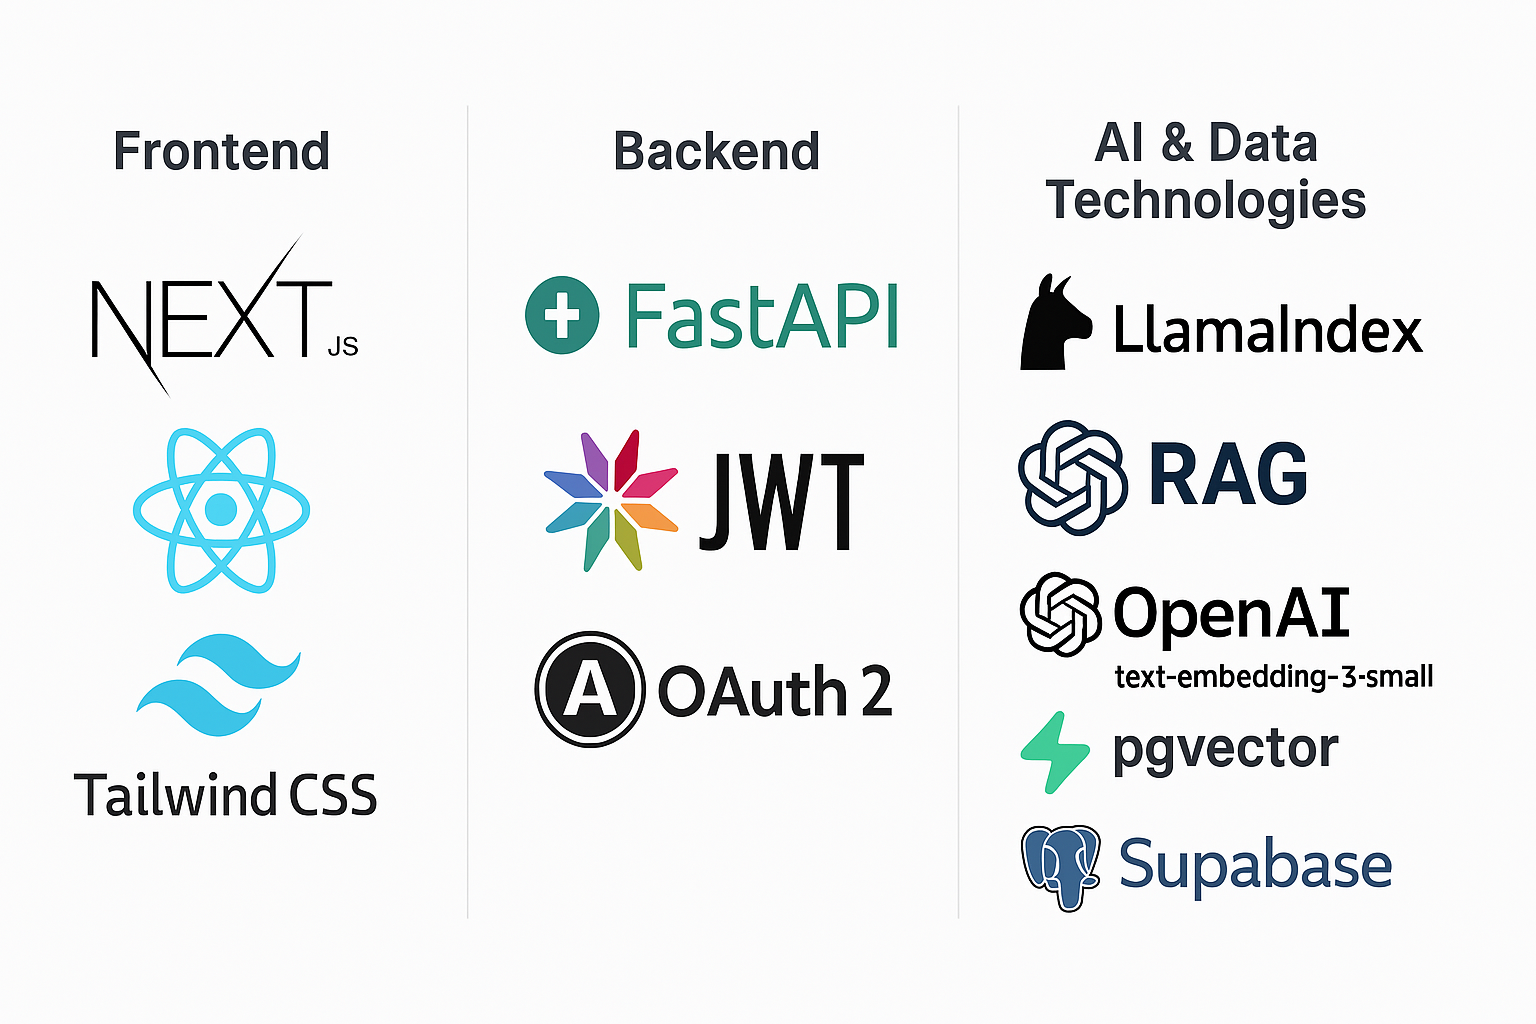 Frontend
NEXT.JS
Tailwind CSS
Backend
FastAPI
JWT
A OAuth 2
AI & Data
Technologies
LlamaIndex
RAG
OpenAI
text-embedding-3-small
pgvector
Supabase